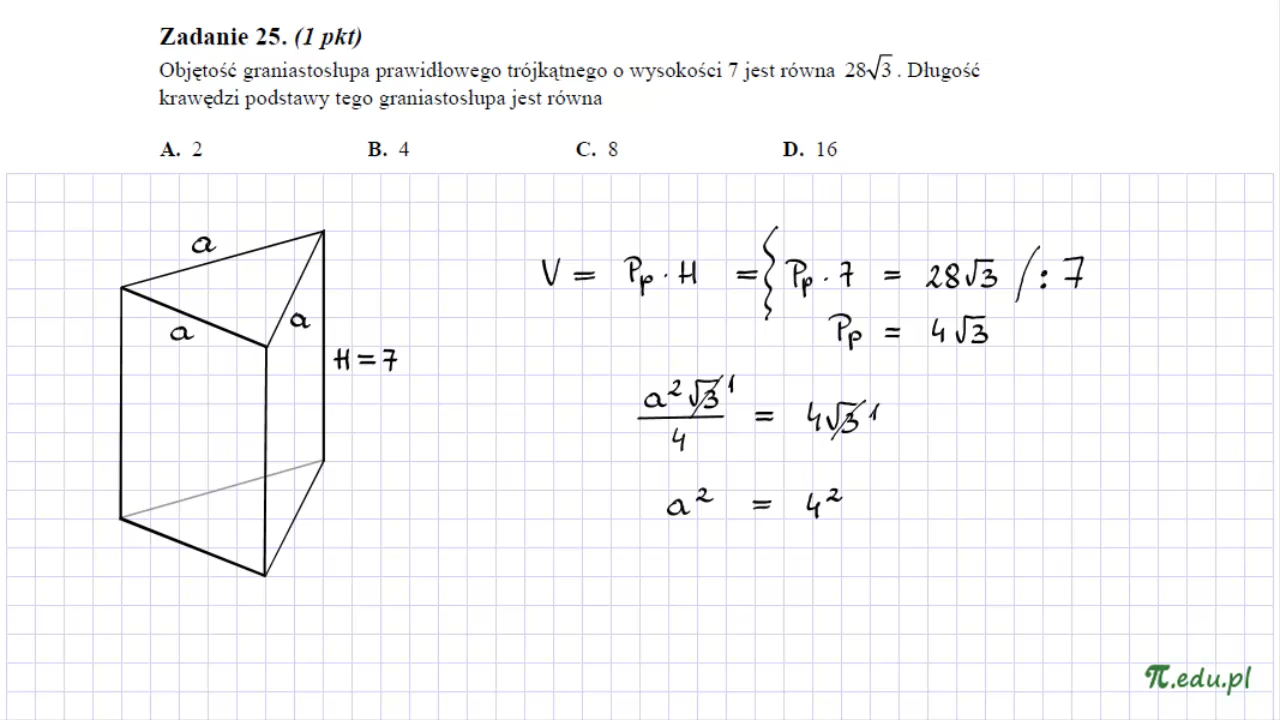 Zadanie 25. (1 pkt)
Objętość graniastosłupa prawidłowego trójkątnego o wysokości 7 jest równa 28√3 . Długość
krawędzi podstawy tego graniastosłupa jest równa
A. 2 B. 4 C. 8 D. 16
a
a
a
H = 7
V = Pp · H = { Pp · 7 = 28√3 / : 7
Pp = 4√3
a²√3 1 / 4 = 4√3 1
a² = 4²
π.edu.pl